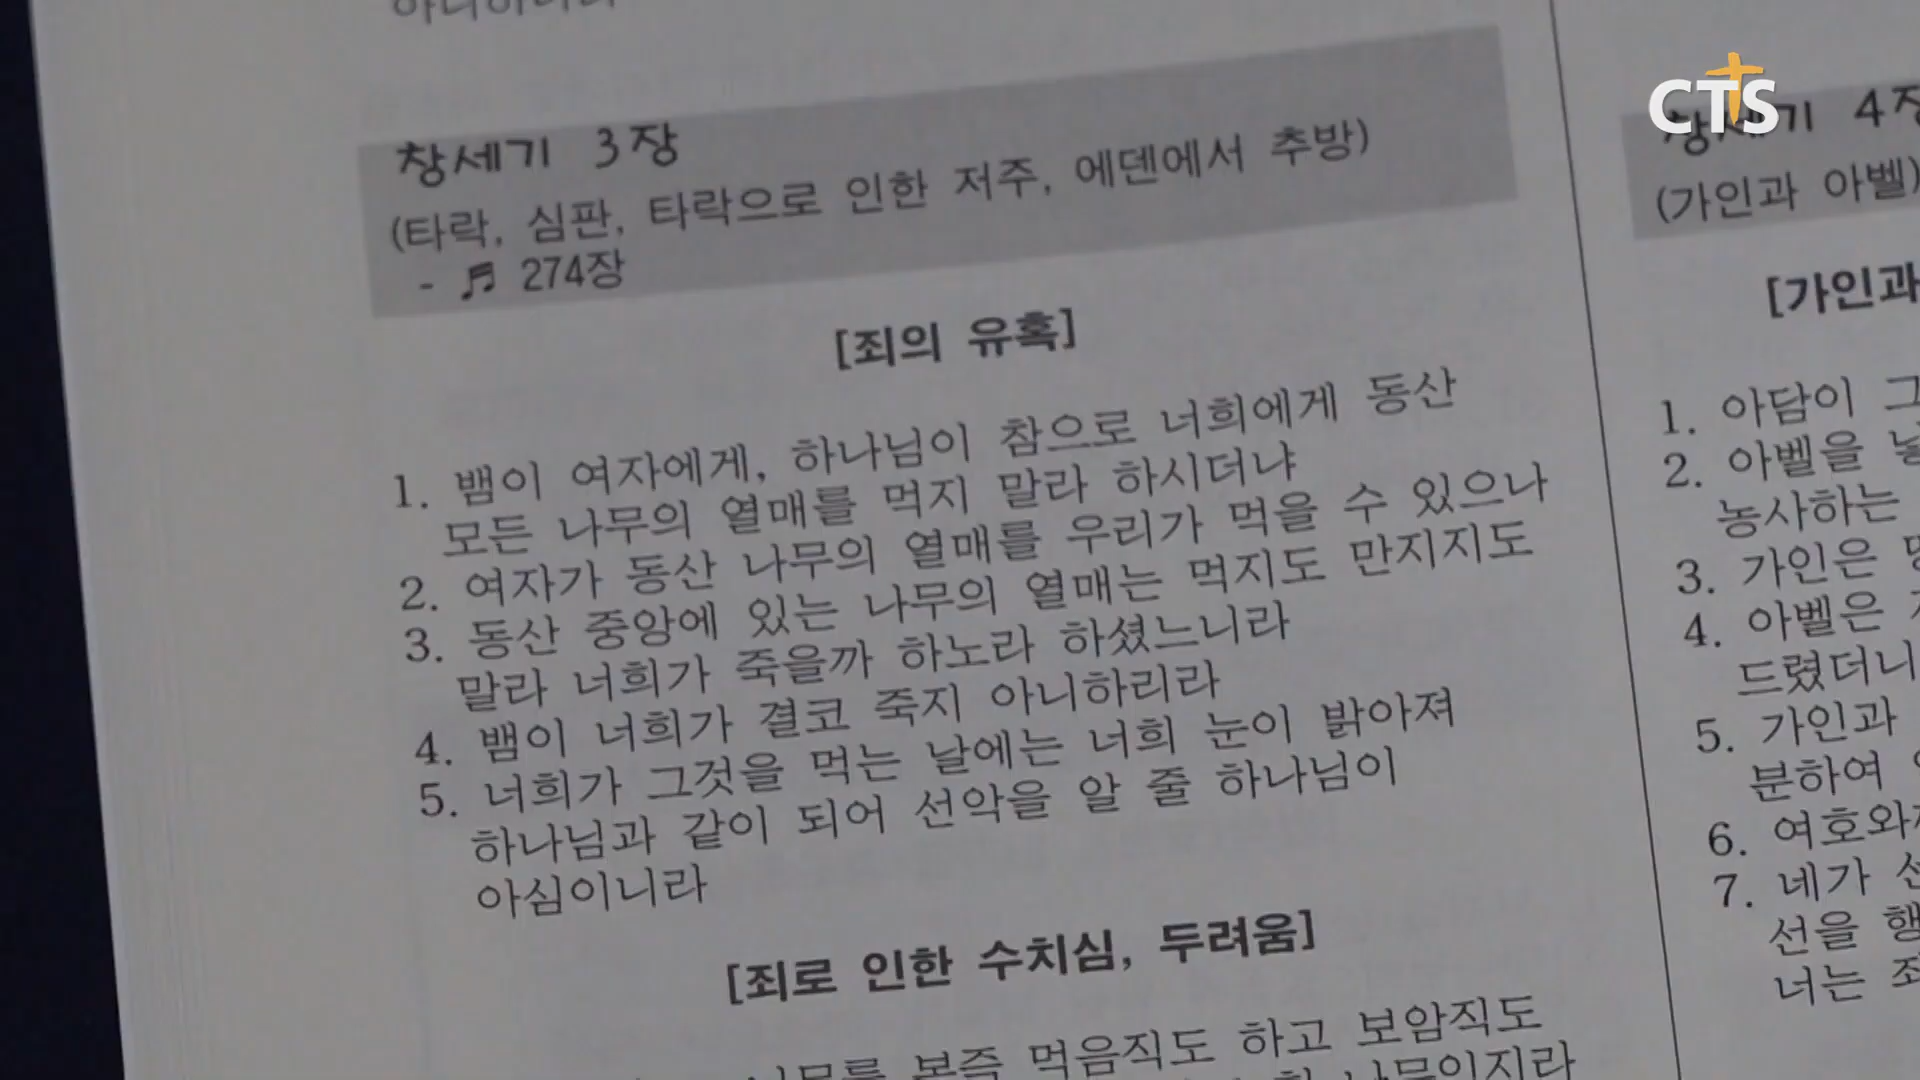 CTS
창세기 3장
(타락, 심판, 타락으로 인한 저주, 에덴에서 추방)
- ♬ 274장
[죄의 유혹]
1. 뱀이 여자에게, 하나님이 참으로 너희에게 동산
모든 나무의 열매를 먹지 말라 하시더냐
2. 여자가 동산 나무의 열매를 우리가 먹을 수 있으나
3. 동산 중앙에 있는 나무의 열매는 먹지도 만지지도
말라 너희가 죽을까 하노라 하셨느니라
4. 뱀이 너희가 결코 죽지 아니하리라
5. 너희가 그것을 먹는 날에는 너희 눈이 밝아져
하나님과 같이 되어 선악을 알 줄 하나님이
아심이니라
[죄로 인한 수치심, 두려움]
본즉 먹음직도 하고 보암직도
창세기 4장
(가인과 아벨)
[가인과
1. 아담이 그
2. 아벨을
농사하는
3. 가인은
4. 아벨은
드렸더니
5. 가인과
분하여
6. 여호와
7. 네가
선을 행
너는 죄